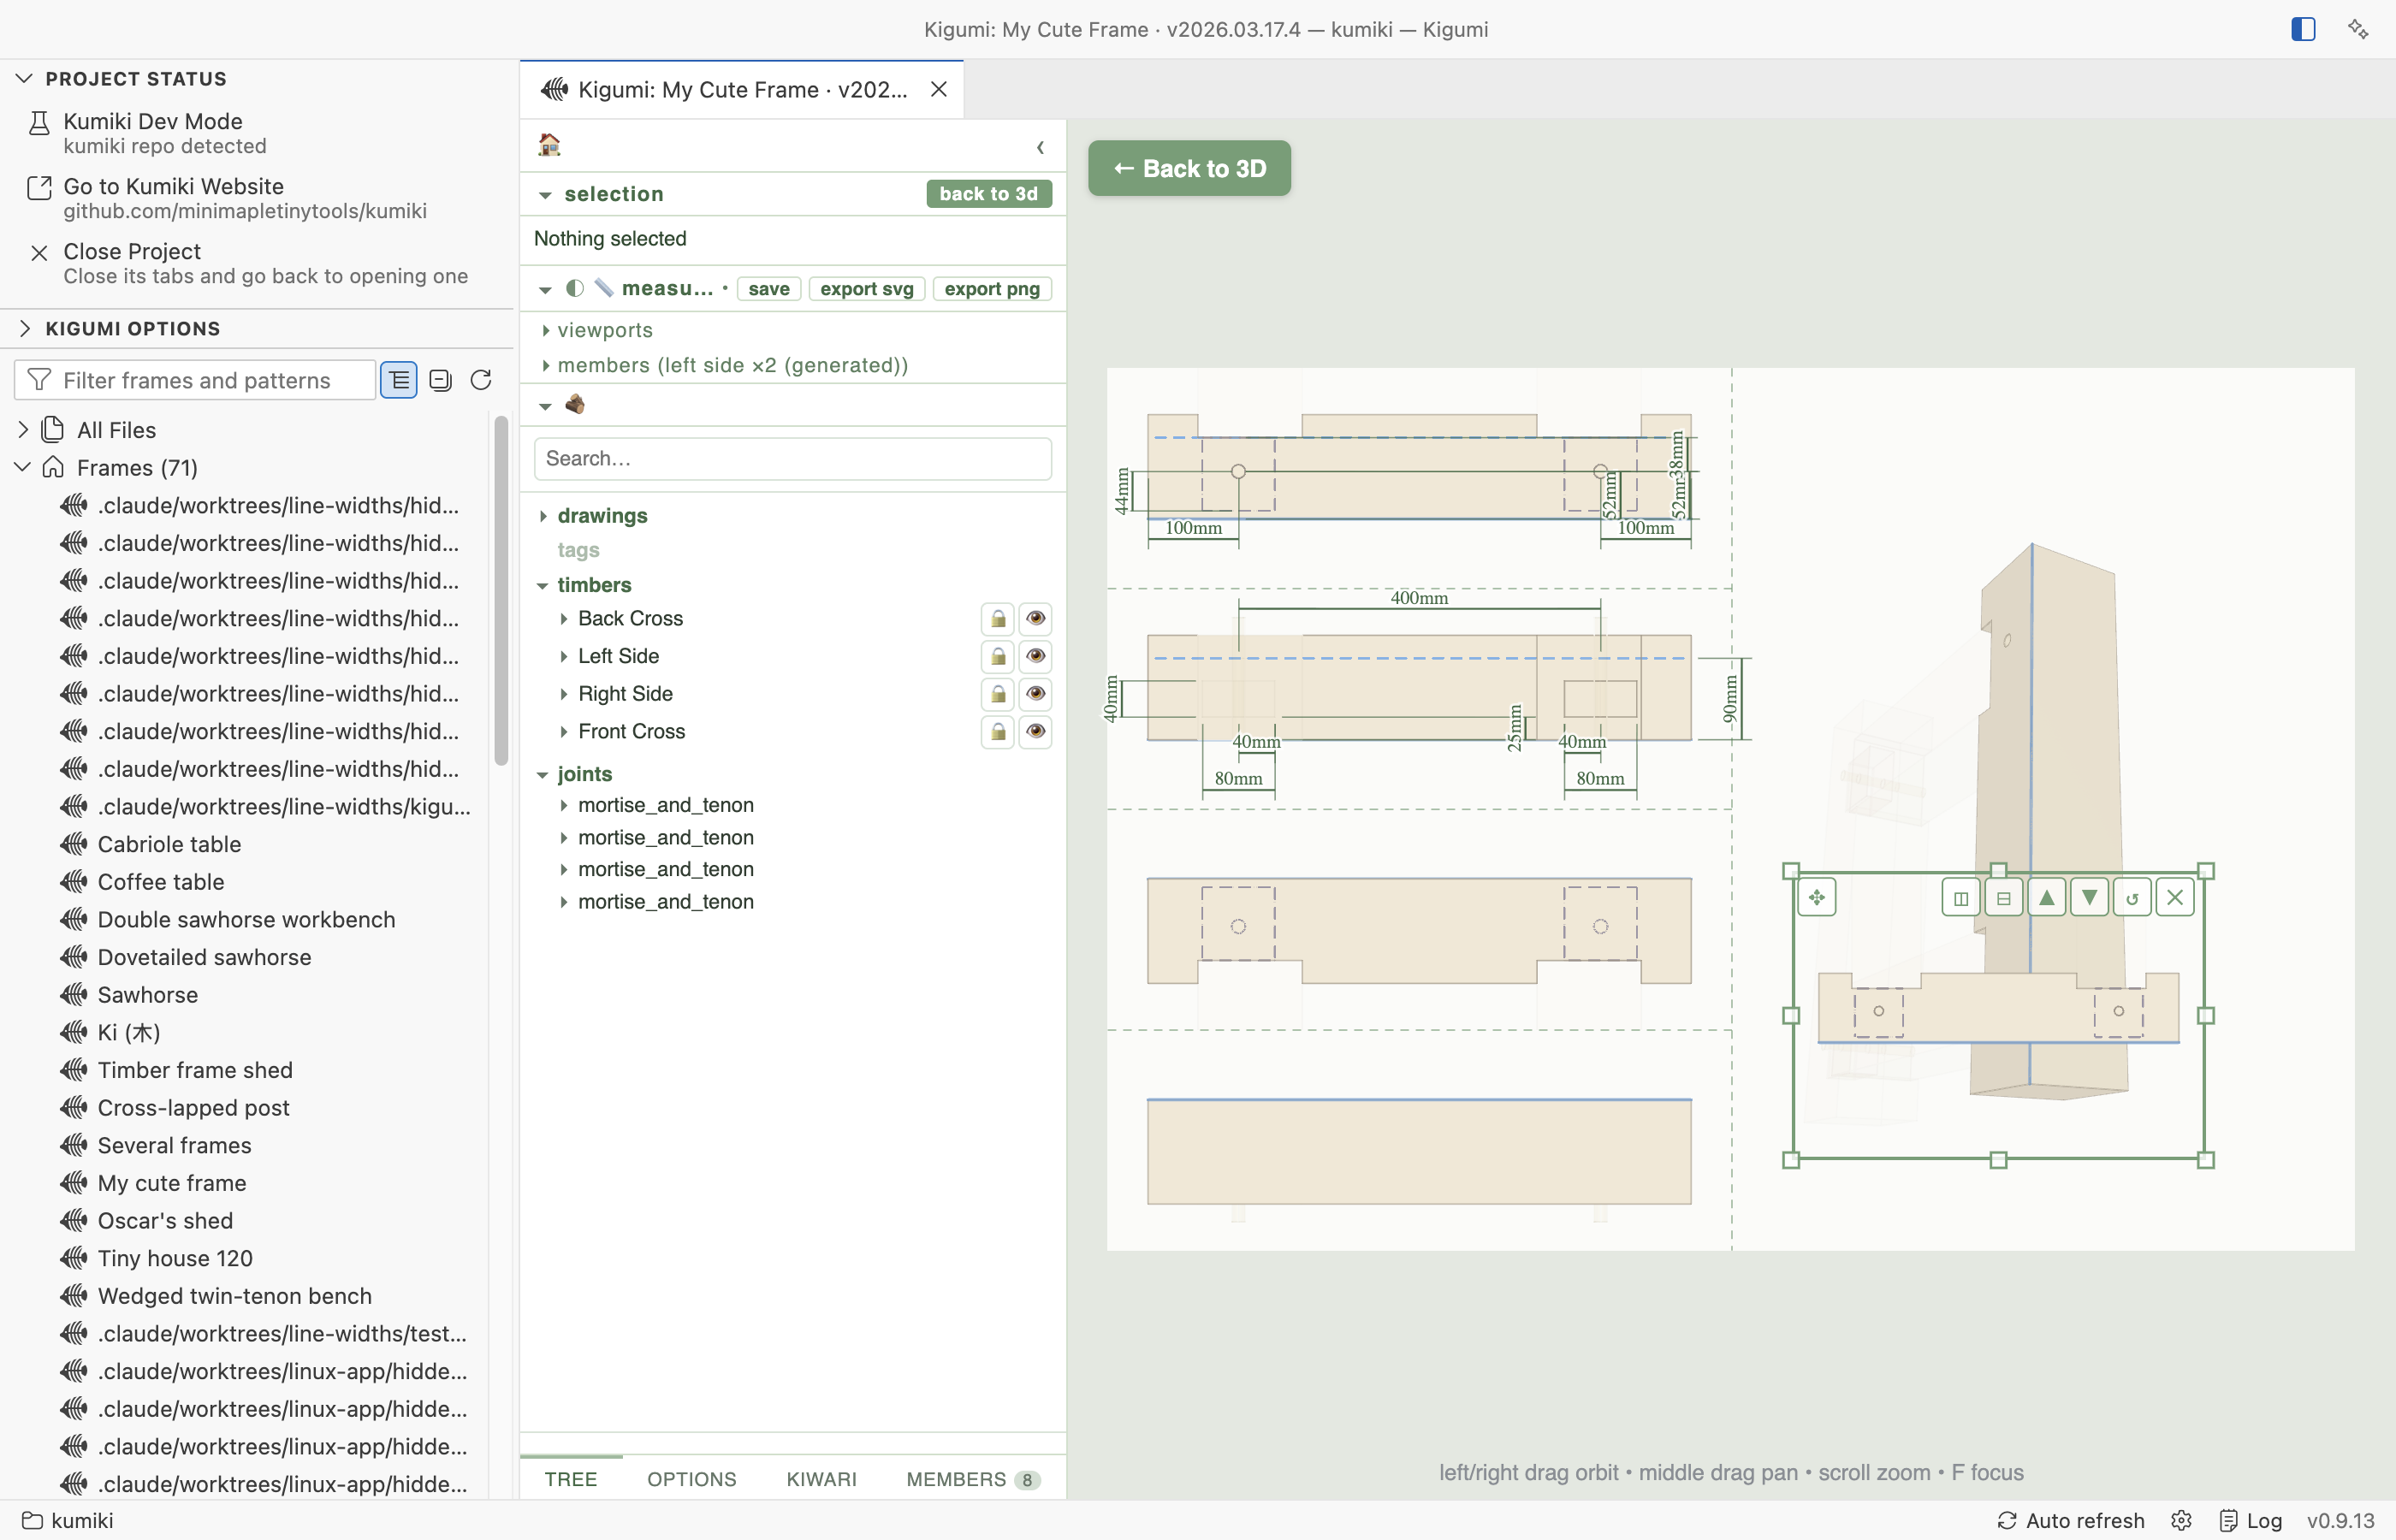 Kigumi: My Cute Frame · v2026.03.17.4 — kumiki — Kigumi
PROJECT STATUS
Kumiki Dev Mode
kumiki repo detected
Go to Kumiki Website
github.com/minimapletinytools/kumiki
Close Project
Close its tabs and go back to opening one
KIGUMI OPTIONS
Filter frames and patterns
All Files
Frames (71)
.claude/worktrees/line-widths/hid...
.claude/worktrees/line-widths/hid...
.claude/worktrees/line-widths/hid...
.claude/worktrees/line-widths/hid...
.claude/worktrees/line-widths/hid...
.claude/worktrees/line-widths/hid...
.claude/worktrees/line-widths/hid...
.claude/worktrees/line-widths/hid...
.claude/worktrees/line-widths/kigu...
Cabriole table
Coffee table
Double sawhorse workbench
Dovetailed sawhorse
Sawhorse
Ki (木)
Timber frame shed
Cross-lapped post
Several frames
My cute frame
Oscar's shed
Tiny house 120
Wedged twin-tenon bench
.claude/worktrees/line-widths/test...
.claude/worktrees/linux-app/hidde...
.claude/worktrees/linux-app/hidde...
.claude/worktrees/linux-app/hidde...
.claude/worktrees/linux-app/hidde...
Kigumi: My Cute Frame · v202...
selection
back to 3d
Nothing selected
measu... •
save
export svg
export png
viewports
members (left side ×2 (generated))
Search...
drawings
tags
timbers
Back Cross
Left Side
Right Side
Front Cross
joints
mortise_and_tenon
mortise_and_tenon
mortise_and_tenon
mortise_and_tenon
TREE
OPTIONS
KIWARI
MEMBERS 8
← Back to 3D
44mm
100mm
52mm
38mm
52mm
100mm
400mm
40mm
40mm
80mm
25mm
40mm
80mm
90mm
left/right drag orbit • middle drag pan • scroll zoom • F focus
kumiki
Auto refresh
Log
v0.9.13